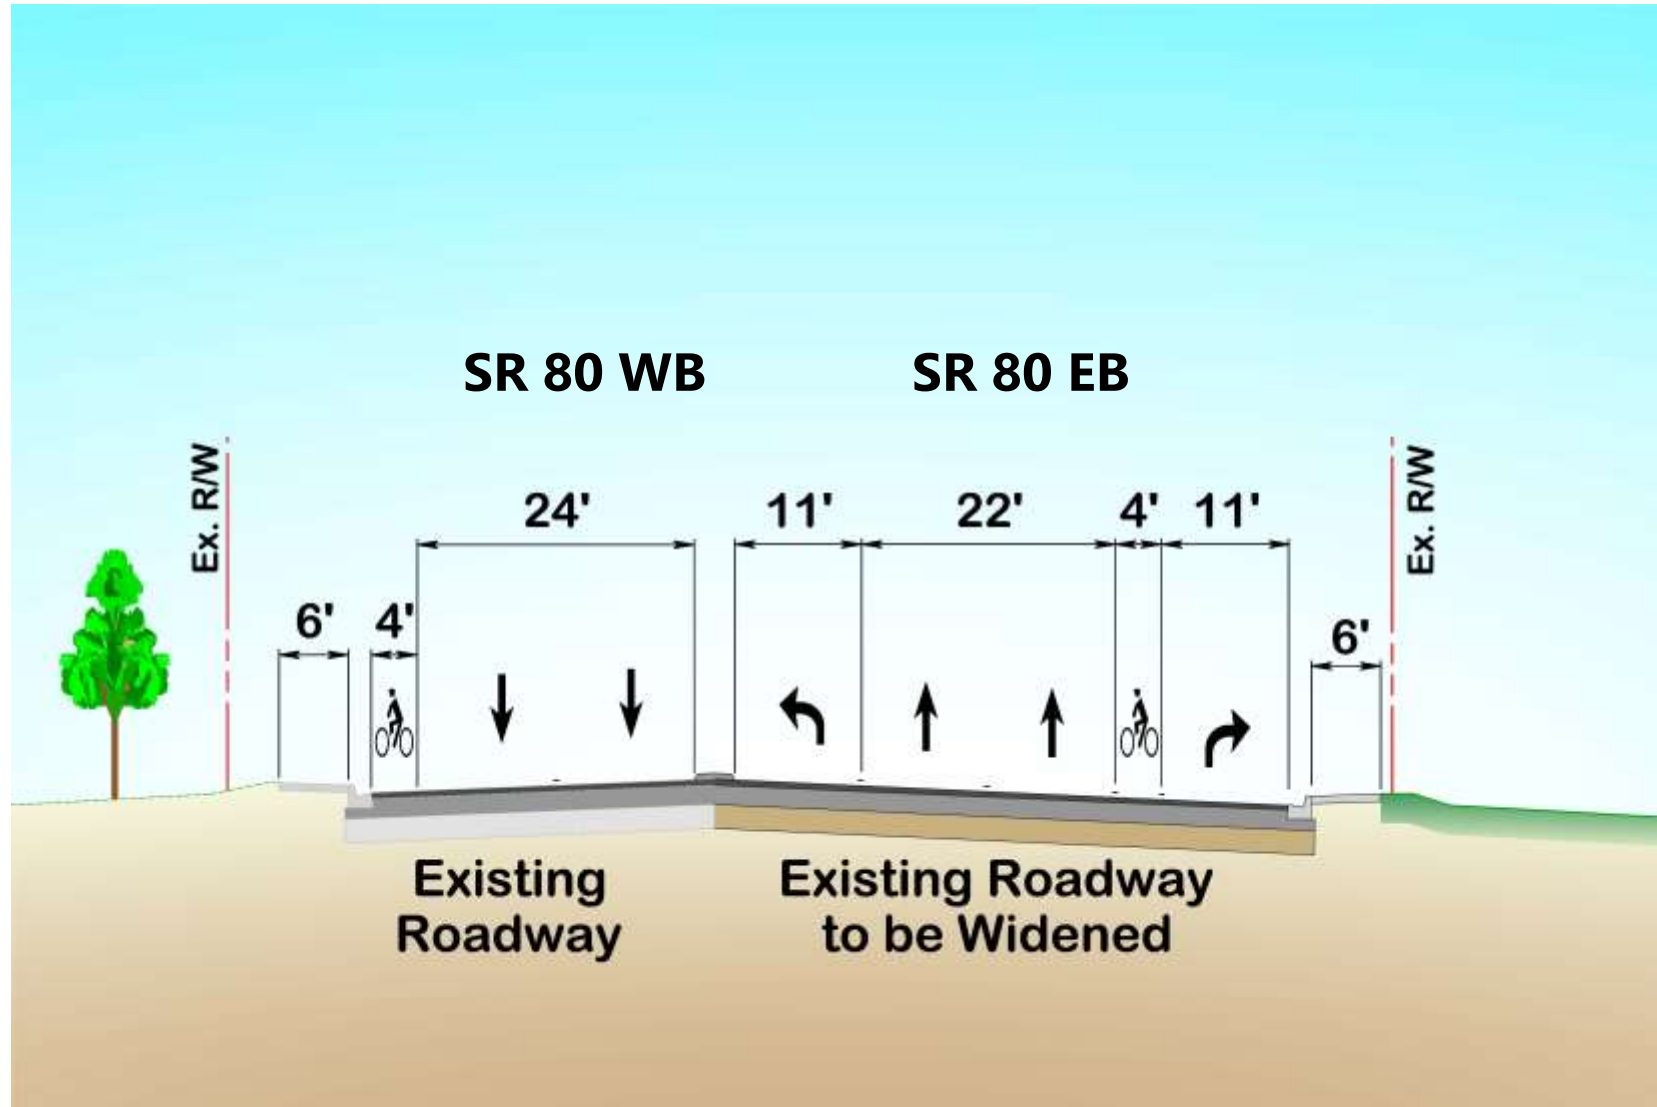 SR 80 WB
SR 80 EB
Ex. R/W
Ex. R/W
24'
11'
22'
4'
11'
6'
4'
6'
Existing
Roadway
Existing Roadway
to be Widened